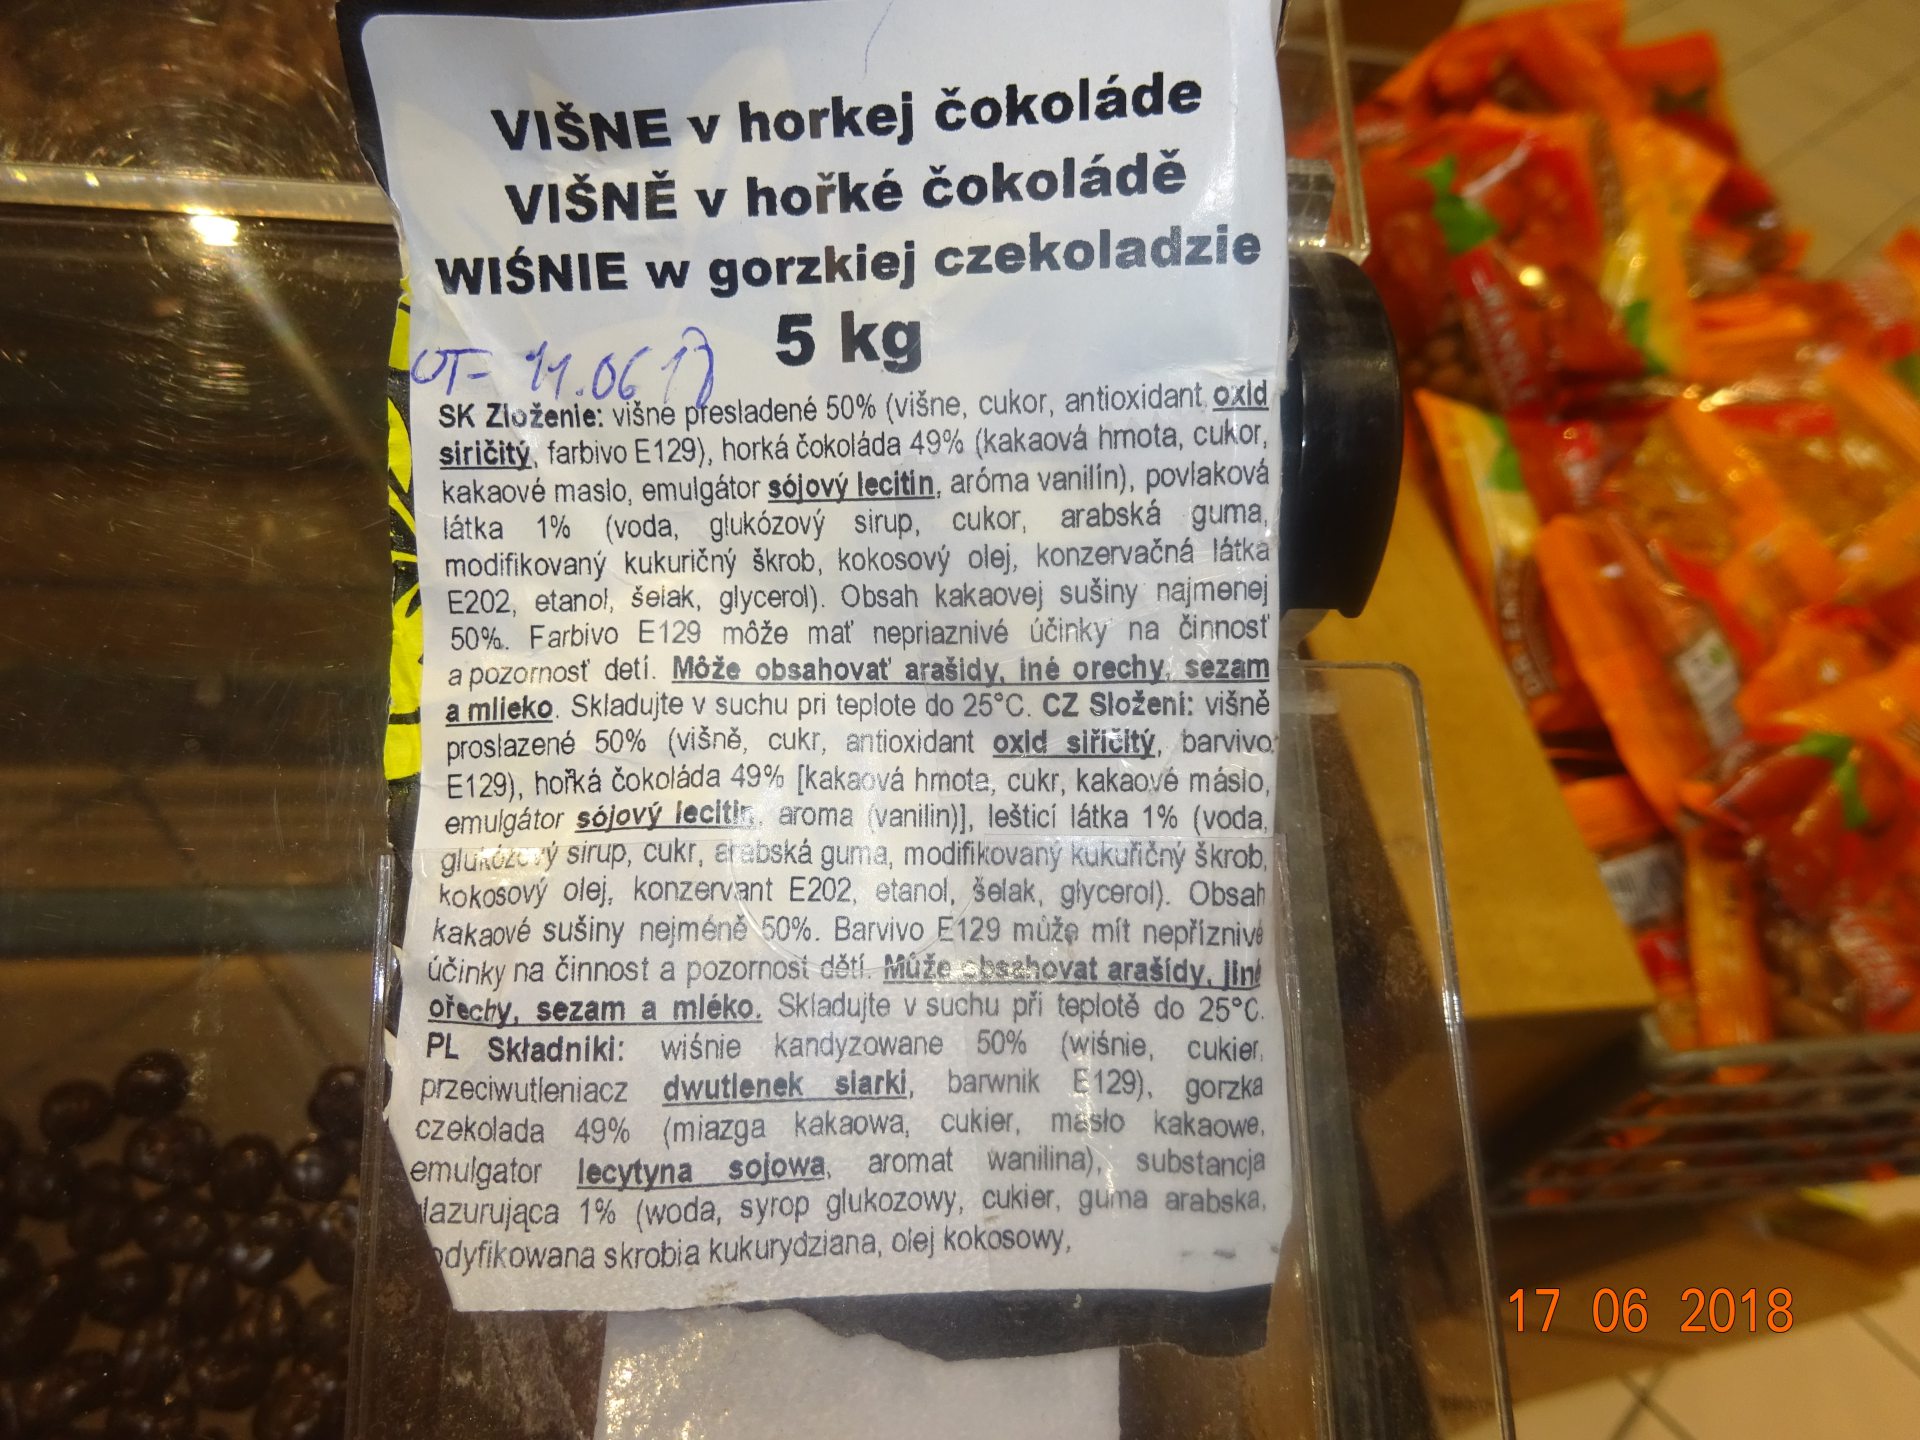 VIŠNE v horkej čokoláde
VIŠNĚ v hořké čokoládě
WIŚNIE w gorzkiej czekoladzie
5 kg
OT- 11.06
SK Zloženie: višne presladené 50% (višne, cukor, antioxidant oxid
siričitý, farbivo E129), horká čokoláda 49% (kakaová hmota, cukor,
kakaové maslo, emulgátor sójový lecitín, aróma vanilín), povlaková
látka 1% (voda, glukózový sirup, cukor, arabská guma,
modifikovaný kukuričný škrob, kokosový olej, konzervačná látka
E202, etanol, šelak, glycerol). Obsah kakaovej sušiny najmenej
50%. Farbivo E129 môže mať nepriaznivé účinky na činnosť
a pozornosť detí. Môže obsahovať arašidy, iné orechy, sezam
a mlieko. Skladujte v suchu pri teplote do 25°C. CZ Složení: višně
proslazené 50% (višně, cukr, antioxidant oxid siřičitý, barvivo
E129), hořká čokoláda 49% [kakaová hmota, cukr, kakaové máslo,
emulgátor sójový lecitin, aroma (vanilin)], lešticí látka 1% (voda,
glukózový sirup, cukr, arabská guma, modifikovaný kukuřičný škrob,
kokosový olej, konzervant E202, etanol, šelak, glycerol). Obsah
kakaové sušiny nejméně 50%. Barvivo E129 může mít nepříznivé
účinky na činnost a pozornost dětí. Může obsahovat arašídy, jiné
ořechy, sezam a mléko. Skladujte v suchu při teplotě do 25°C.
PL Składniki: wiśnie kandyzowane 50% (wiśnie, cukier,
przeciwutleniacz dwutlenek siarki, barwnik E129), gorzka
czekolada 49% (miazga kakaowa, cukier, masło kakaowe,
emulgator lecytyna sojowa, aromat wanilina), substancja
lazurująca 1% (woda, syrop glukozowy, cukier, guma arabska,
odyfikowana skrobia kukurydziana, olej kokosowy,
17 06 2018